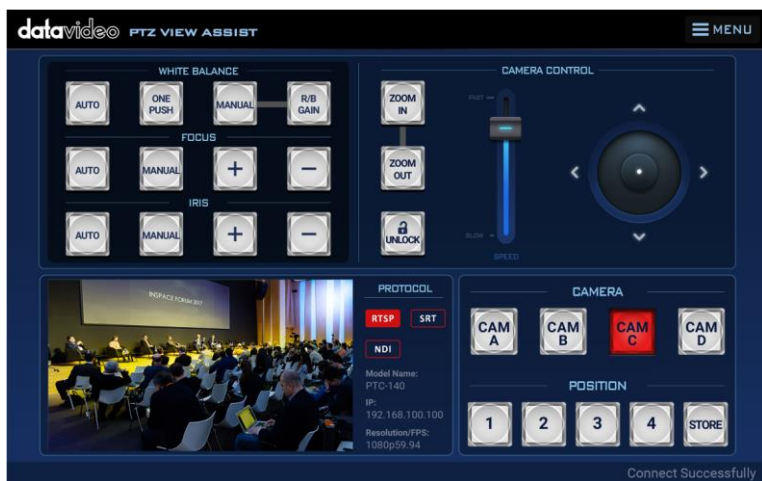 datavideo PTZ VIEW ASSIST
MENU
WHITE BALANCE
AUTO
ONE PUSH
MANUAL
R/B GAIN
FOCUS
AUTO
MANUAL
+
−
IRIS
AUTO
MANUAL
+
−
CAMERA CONTROL
ZOOM IN
ZOOM OUT
UNLOCK
FAST
SLOW
SPEED
INSPACE FORUM 2017
PROTOCOL
RTSP
SRT
NDI
Model Name:
PTC-140
IP:
192.168.100.100
Resolution/FPS:
1080p59.94
CAMERA
CAM A
CAM B
CAM C
CAM D
POSITION
1
2
3
4
STORE
Connect Successfully